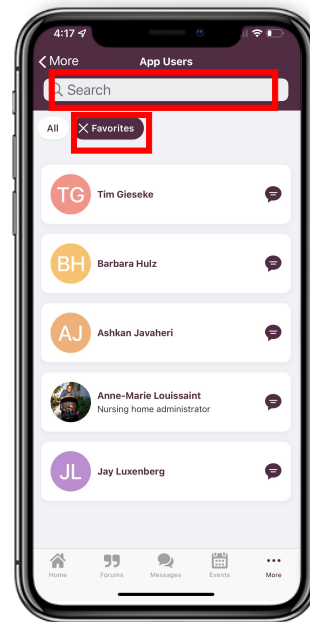 4:17
More
App Users
Search
All
Favorites
TG
Tim Gieseke
BH
Barbara Hulz
AJ
Ashkan Javaheri
Anne-Marie Louissaint
Nursing home administrator
JL
Jay Luxenberg
Home
Forums
Messages
Events
More